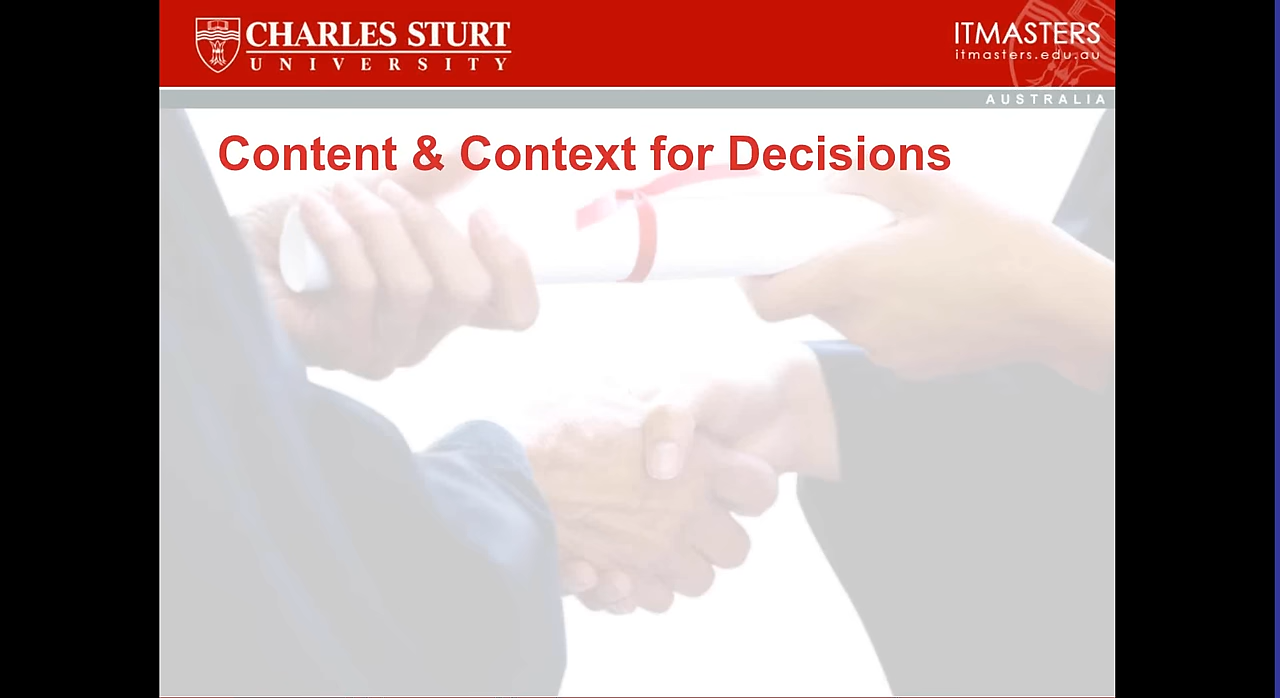 CHARLES STURT
UNIVERSITY
ITMASTERS
itmasters.edu.au
AUSTRALIA
Content & Context for Decisions